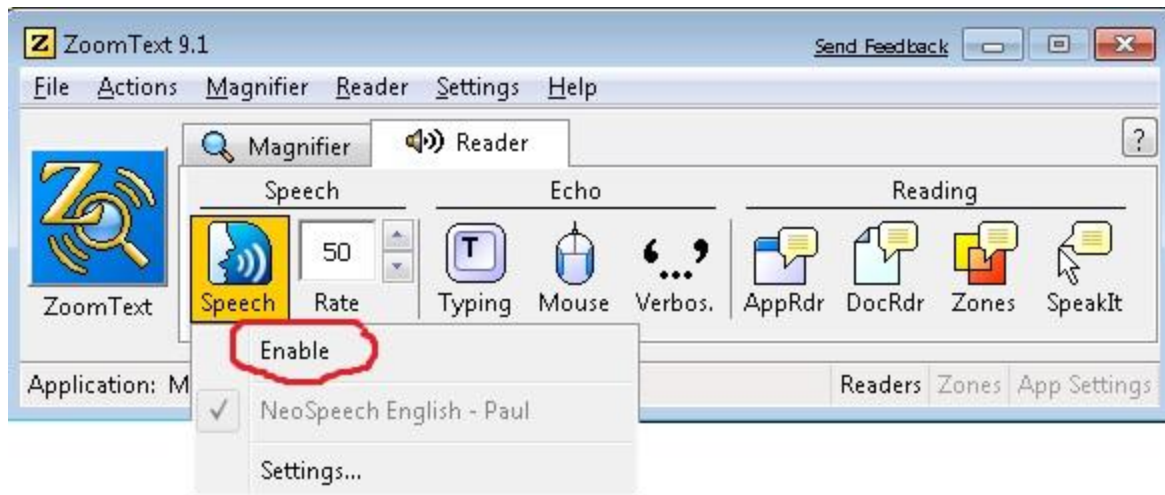 Z ZoomText 9.1 Send Feedback
File Actions Magnifier Reader Settings Help
Magnifier Reader ?
Speech Echo Reading
50 T
ZoomText Speech Rate Typing Mouse Verbos. AppRdr DocRdr Zones SpeakIt
Enable
Application: M Readers Zones App Settings
NeoSpeech English - Paul
Settings...